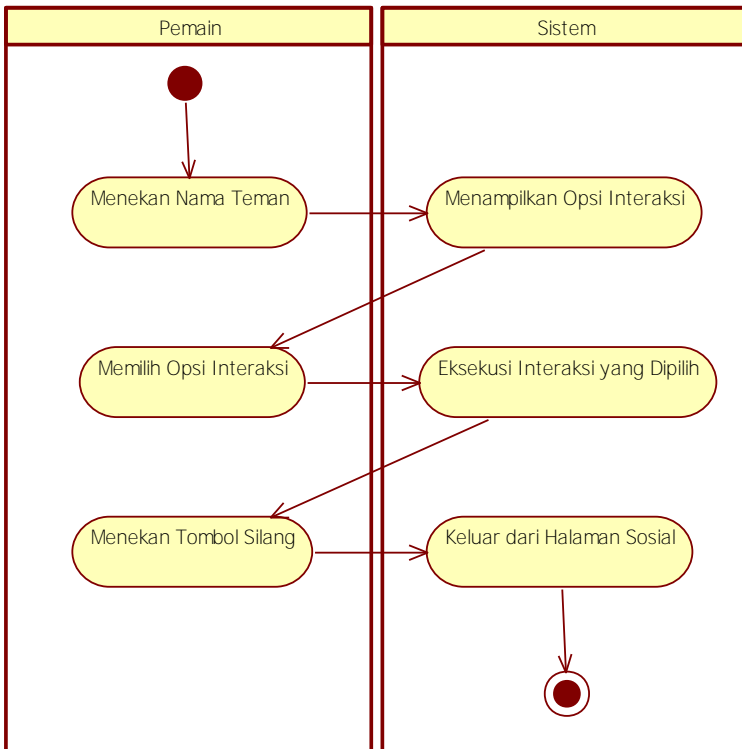 Pemain
Sistem
Menekan Nama Teman
Menampilkan Opsi Interaksi
Memilih Opsi Interaksi
Eksekusi Interaksi yang Dipilih
Menekan Tombol Silang
Keluar dari Halaman Sosial